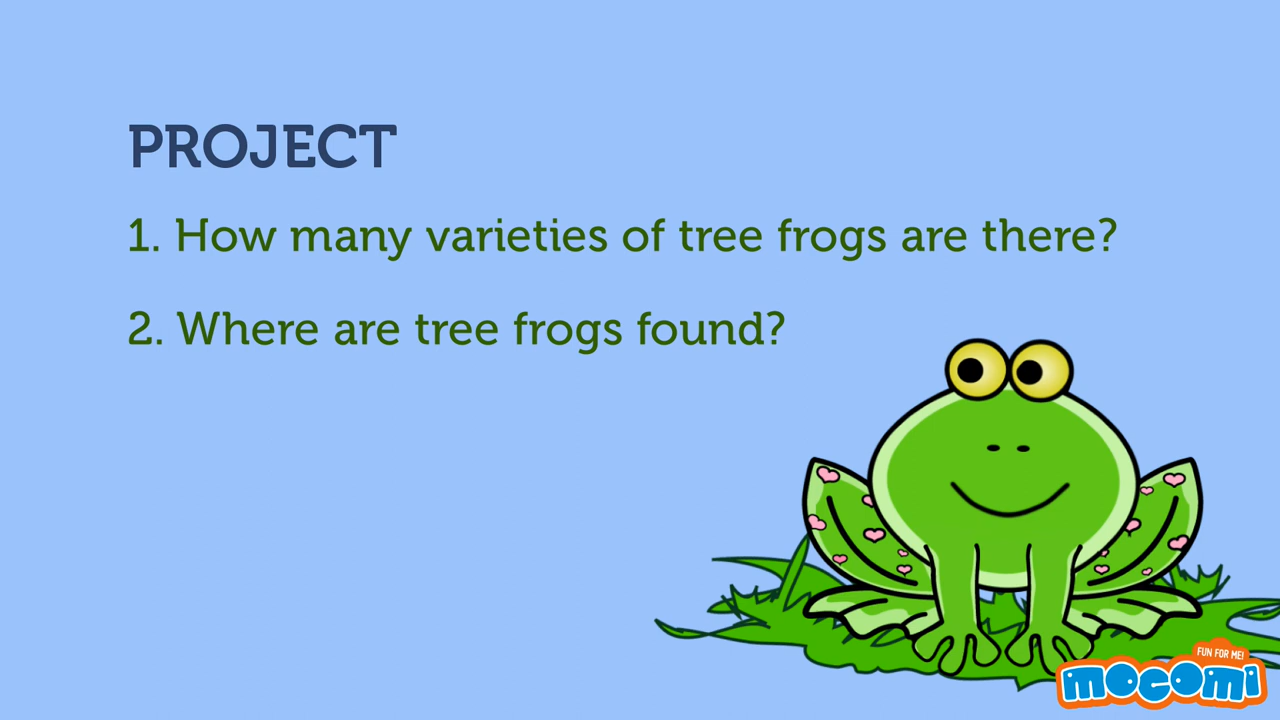 PROJECT
1. How many varieties of tree frogs are there?
2. Where are tree frogs found?
FUN FOR ME!
mocomi